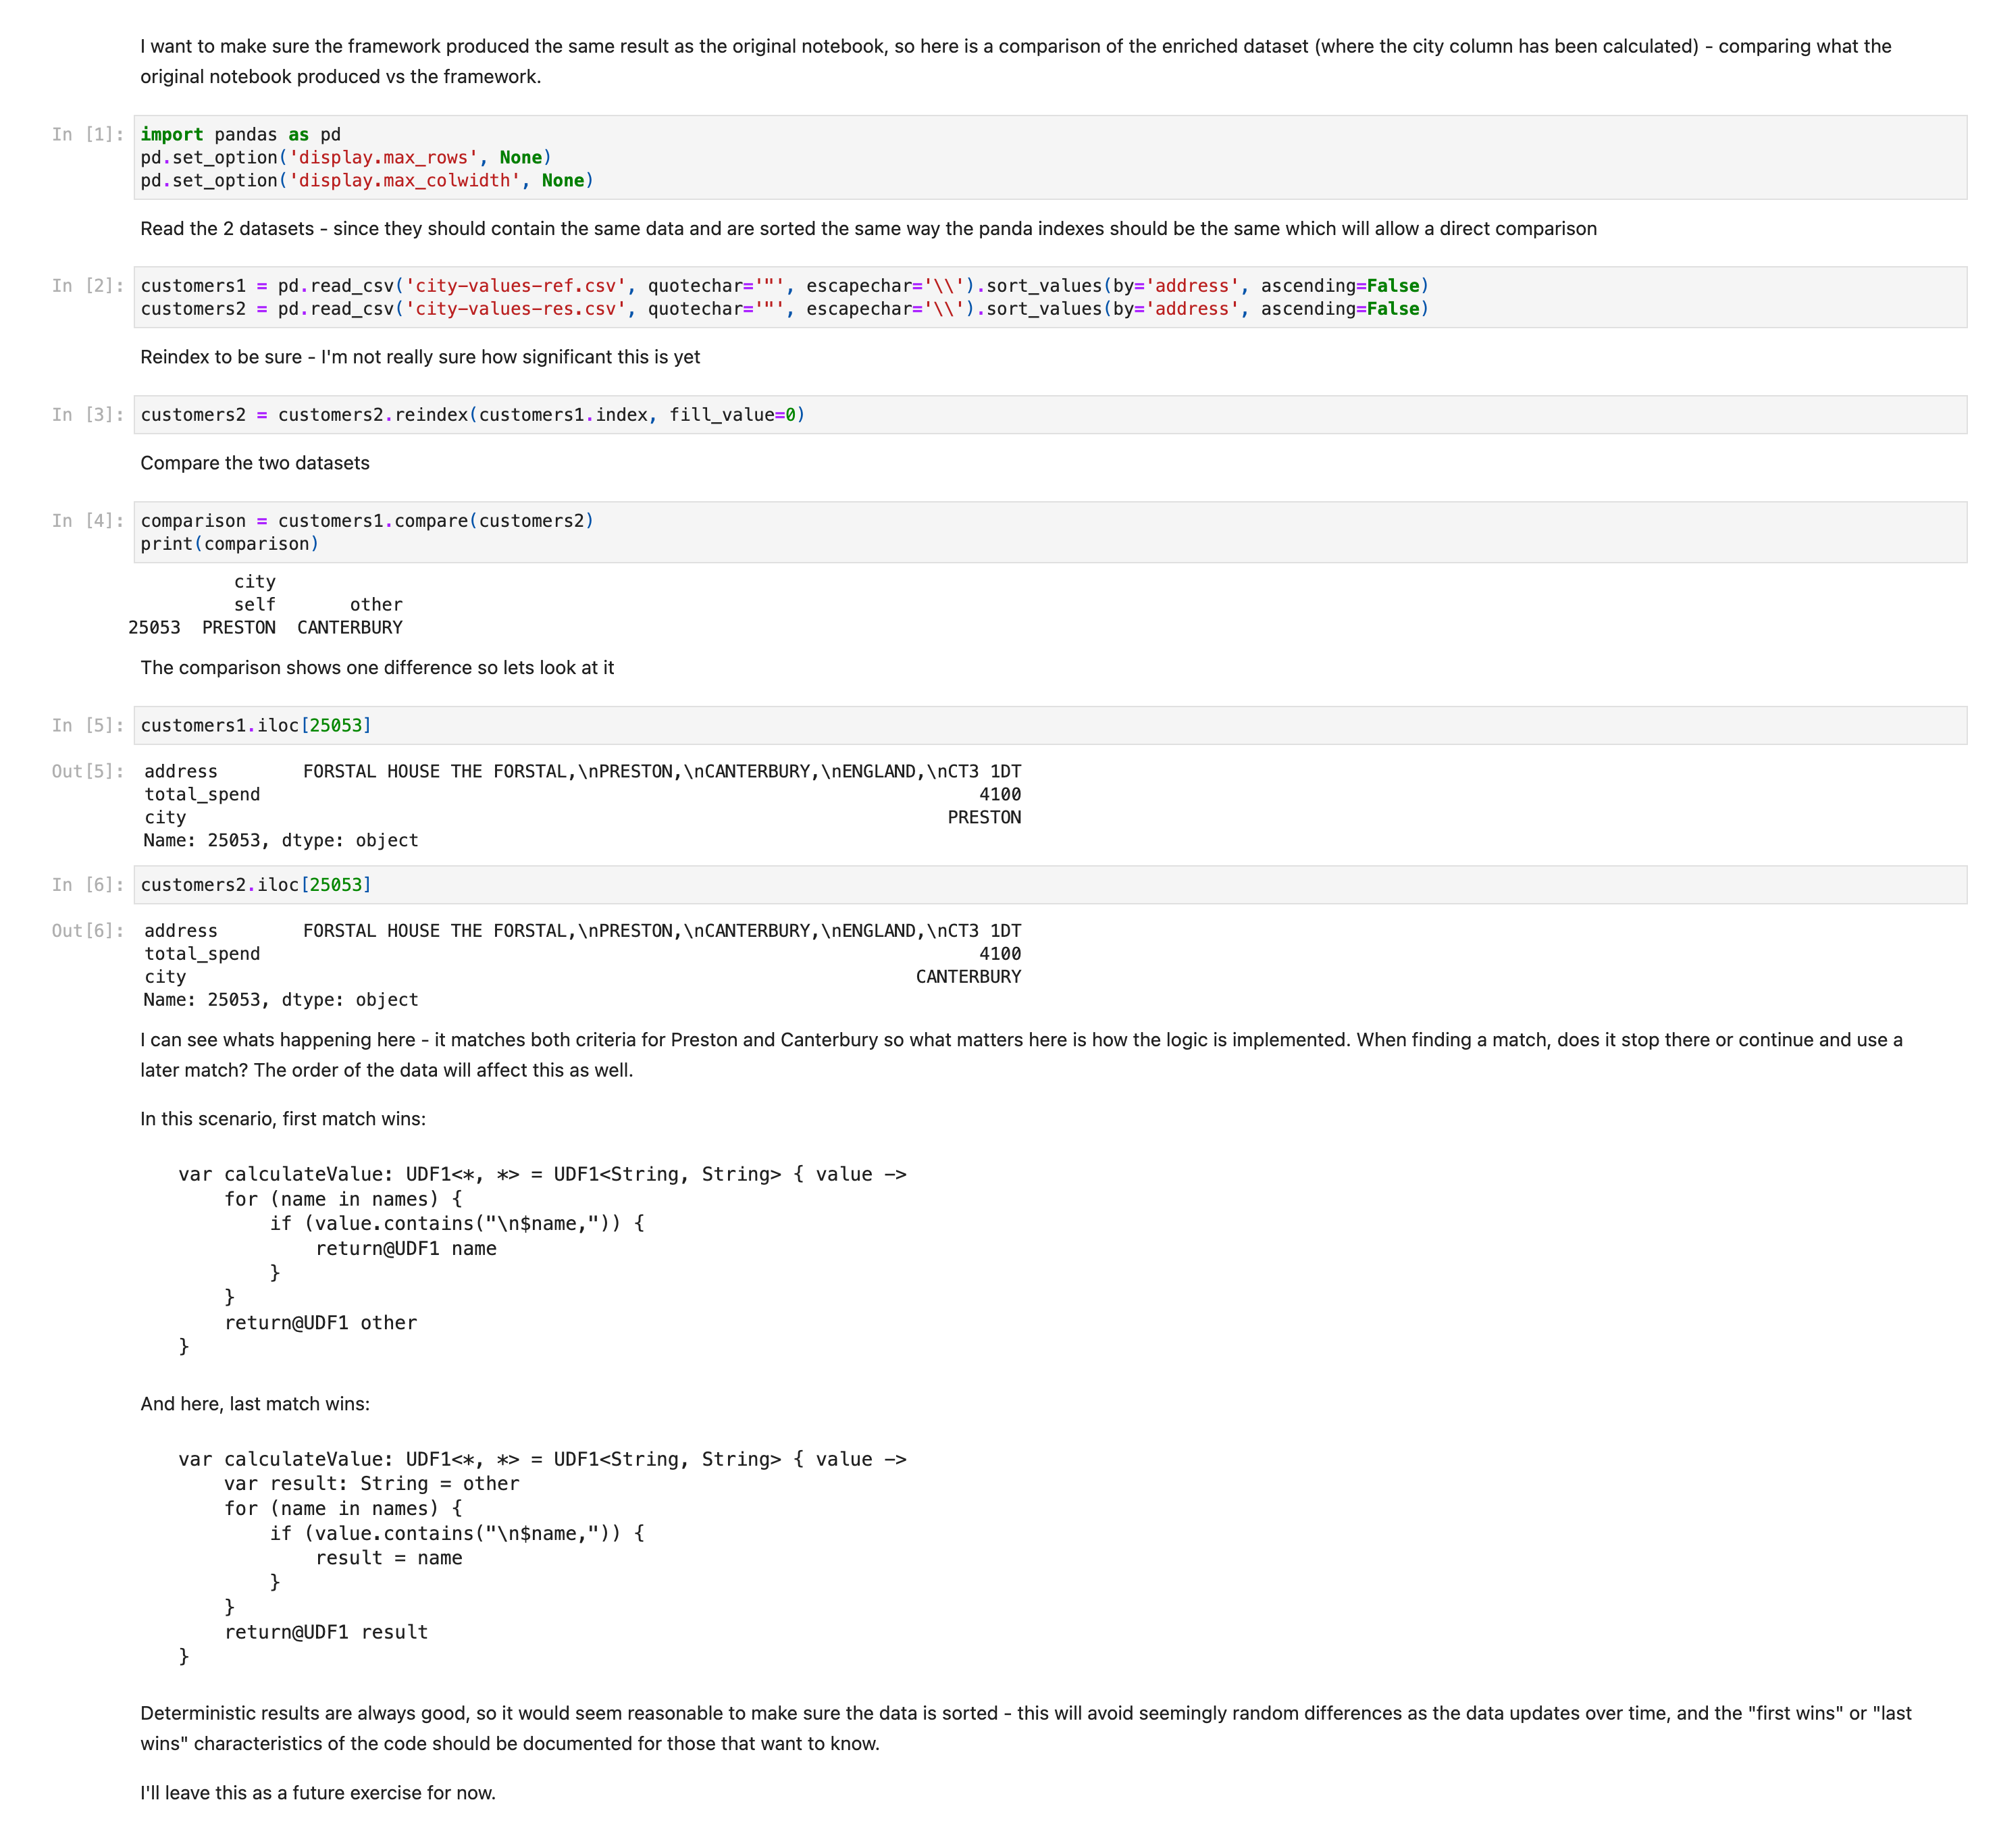 I want to make sure the framework produced the same result as the original notebook, so here is a comparison of the enriched dataset (where the city column has been calculated) - comparing what the
original notebook produced vs the framework.
In [1]: import pandas as pd
pd.set_option('display.max_rows', None)
pd.set_option('display.max_colwidth', None)
Read the 2 datasets - since they should contain the same data and are sorted the same way the panda indexes should be the same which will allow a direct comparison
In [2]: customers1 = pd.read_csv('city-values-ref.csv', quotechar='"', escapechar='\\').sort_values(by='address', ascending=False)
customers2 = pd.read_csv('city-values-res.csv', quotechar='"', escapechar='\\').sort_values(by='address', ascending=False)
Reindex to be sure - I'm not really sure how significant this is yet
In [3]: customers2 = customers2.reindex(customers1.index, fill_value=0)
Compare the two datasets
In [4]: comparison = customers1.compare(customers2)
print(comparison)
city
self other
25053 PRESTON CANTERBURY
The comparison shows one difference so lets look at it
In [5]: customers1.iloc[25053]
Out[5]: address FORSTAL HOUSE THE FORSTAL,\nPRESTON,\nCANTERBURY,\nENGLAND,\nCT3 1DT
total_spend 4100
city PRESTON
Name: 25053, dtype: object
In [6]: customers2.iloc[25053]
Out[6]: address FORSTAL HOUSE THE FORSTAL,\nPRESTON,\nCANTERBURY,\nENGLAND,\nCT3 1DT
total_spend 4100
city CANTERBURY
Name: 25053, dtype: object
I can see whats happening here - it matches both criteria for Preston and Canterbury so what matters here is how the logic is implemented. When finding a match, does it stop there or continue and use a
later match? The order of the data will affect this as well.
In this scenario, first match wins:
var calculateValue: UDF1<*, *> = UDF1<String, String> { value ->
for (name in names) {
if (value.contains("\n$name,")) {
return@UDF1 name
}
}
return@UDF1 other
}
And here, last match wins:
var calculateValue: UDF1<*, *> = UDF1<String, String> { value ->
var result: String = other
for (name in names) {
if (value.contains("\n$name,")) {
result = name
}
}
return@UDF1 result
}
Deterministic results are always good, so it would seem reasonable to make sure the data is sorted - this will avoid seemingly random differences as the data updates over time, and the "first wins" or "last
wins" characteristics of the code should be documented for those that want to know.
I'll leave this as a future exercise for now.